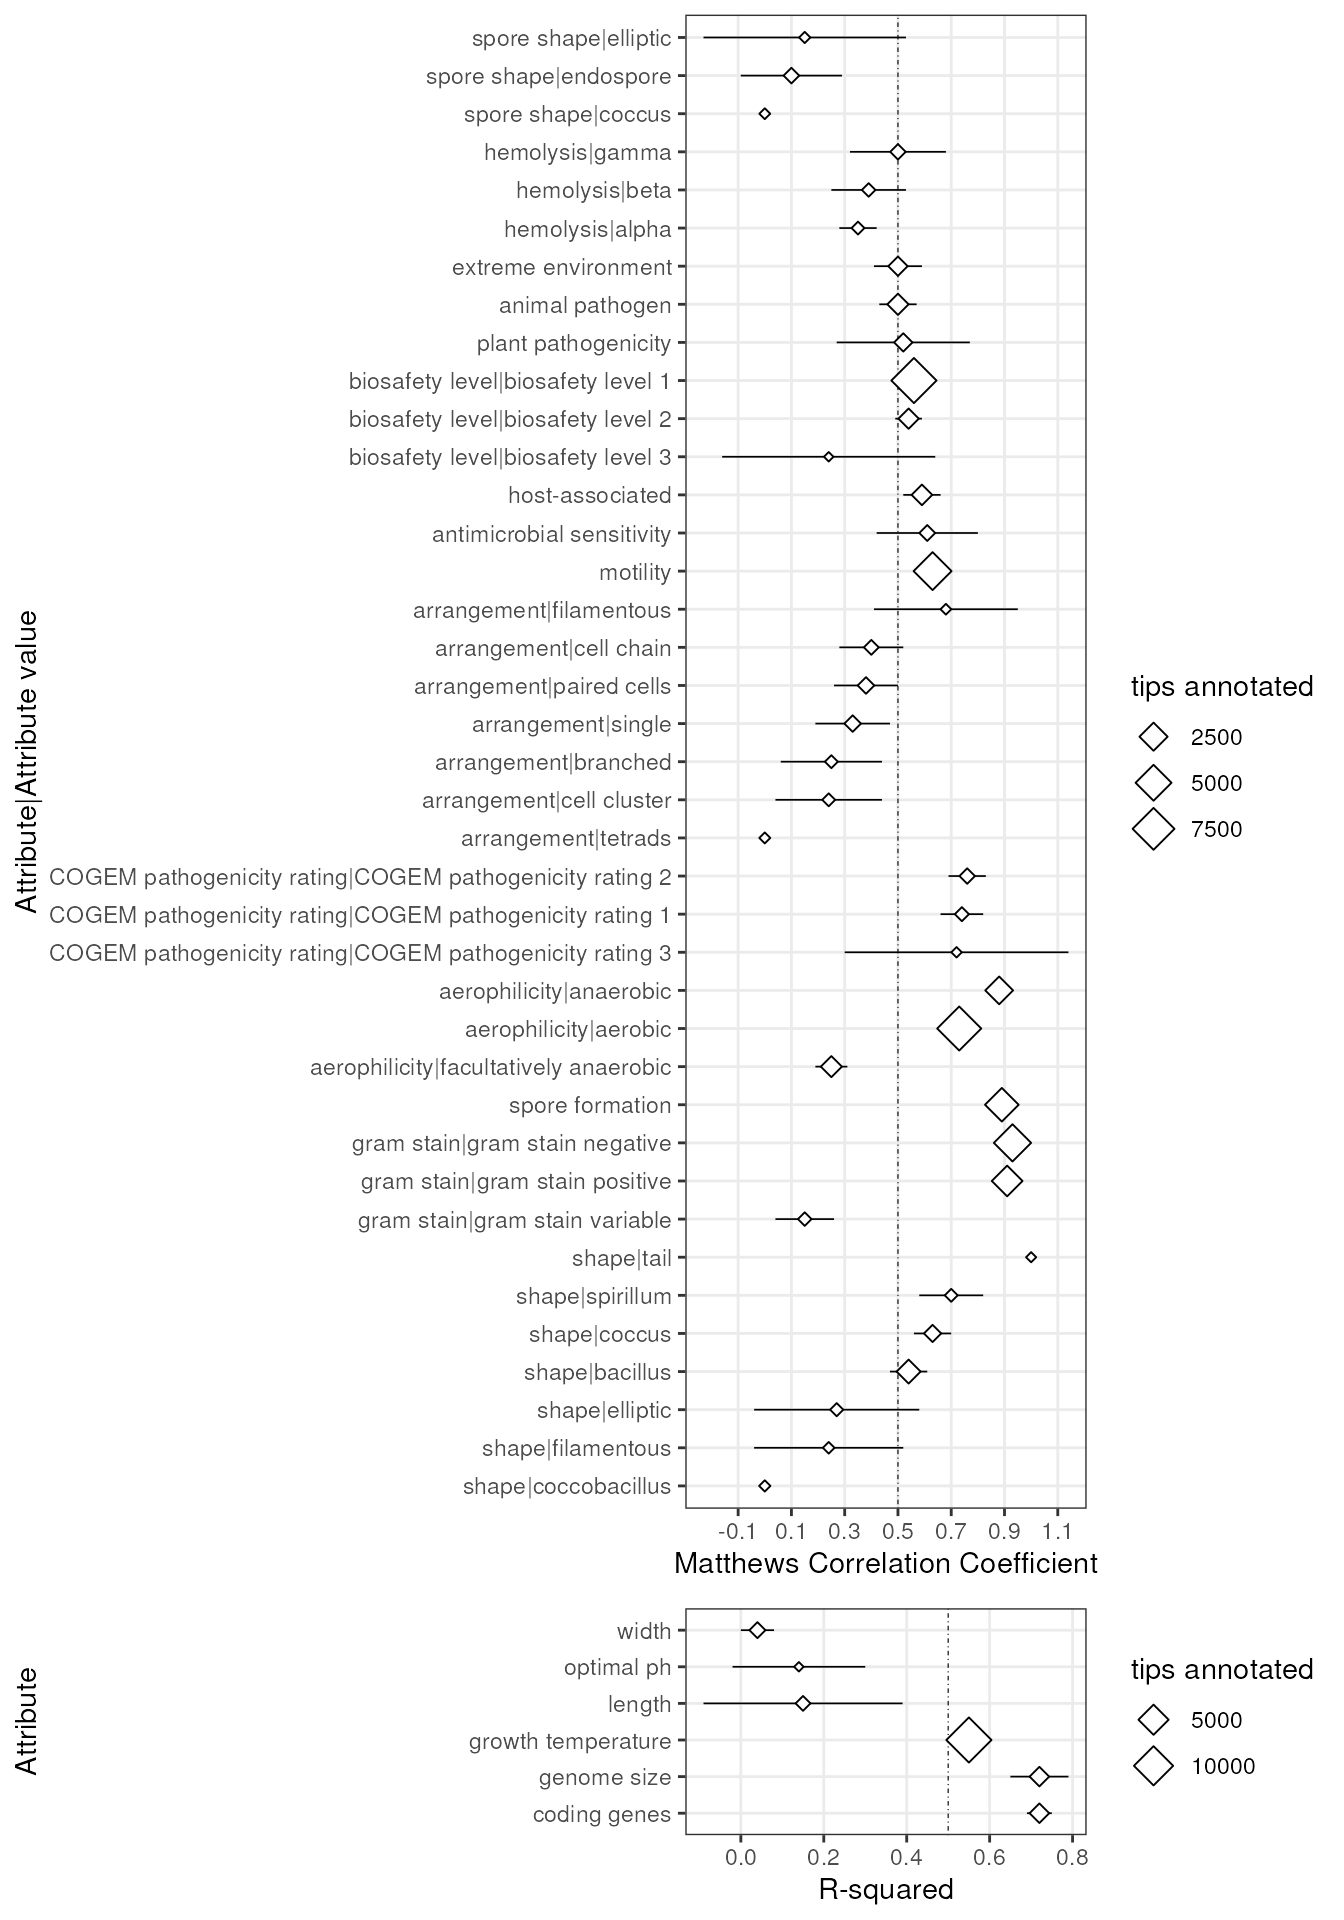 spore shape|elliptic
spore shape|endospore
spore shape|coccus
hemolysis|gamma
hemolysis|beta
hemolysis|alpha
extreme environment
animal pathogen
plant pathogenicity
biosafety level|biosafety level 1
biosafety level|biosafety level 2
biosafety level|biosafety level 3
host-associated
antimicrobial sensitivity
motility
arrangement|filamentous
arrangement|cell chain
arrangement|paired cells
arrangement|single
arrangement|branched
arrangement|cell cluster
arrangement|tetrads
COGEM pathogenicity rating|COGEM pathogenicity rating 2
COGEM pathogenicity rating|COGEM pathogenicity rating 1
COGEM pathogenicity rating|COGEM pathogenicity rating 3
aerophilicity|anaerobic
aerophilicity|aerobic
aerophilicity|facultatively anaerobic
spore formation
gram stain|gram stain negative
gram stain|gram stain positive
gram stain|gram stain variable
shape|tail
shape|spirillum
shape|coccus
shape|bacillus
shape|elliptic
shape|filamentous
shape|coccobacillus
Attribute|Attribute value
-0.1 0.1 0.3 0.5 0.7 0.9 1.1
Matthews Correlation Coefficient
tips annotated
2500
5000
7500
width
optimal ph
length
growth temperature
genome size
coding genes
Attribute
0.0 0.2 0.4 0.6 0.8
R-squared
tips annotated
5000
10000